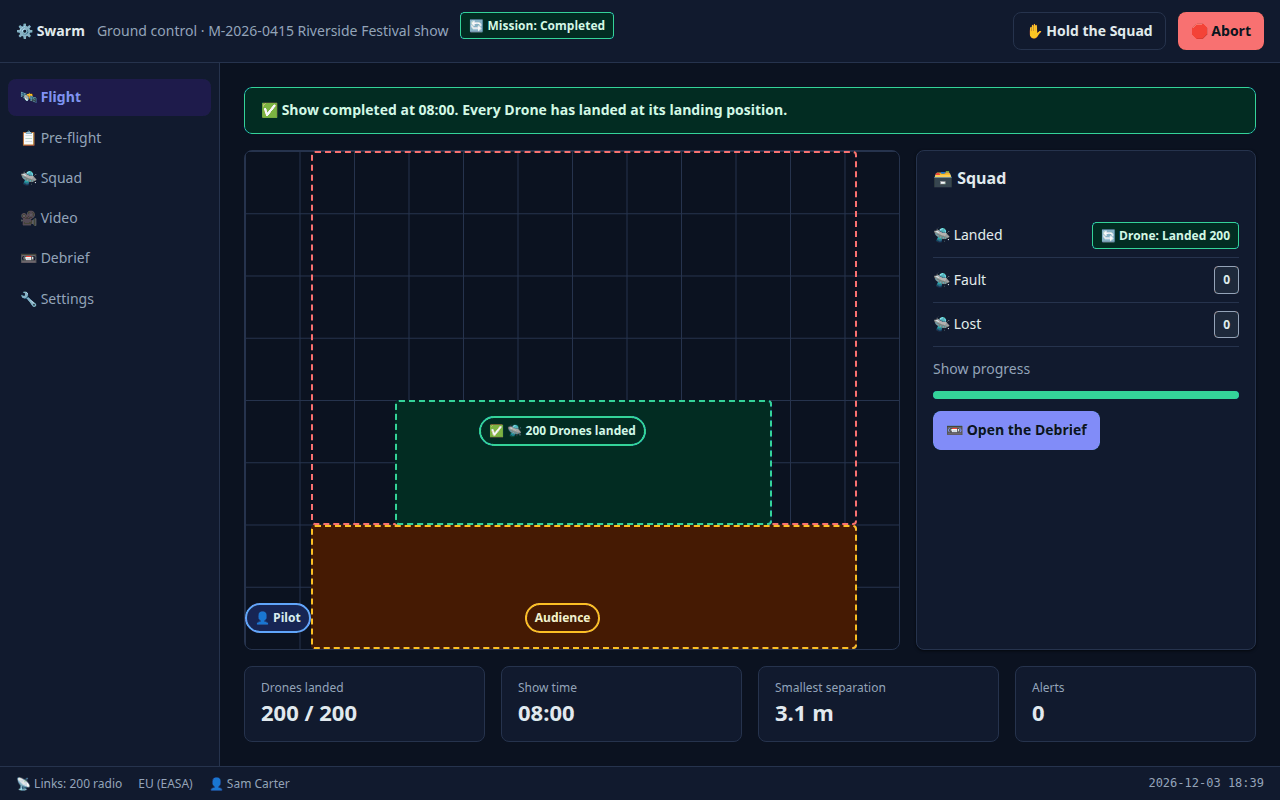 Swarm Ground control · M-2026-0415 Riverside Festival show Mission: Completed Hold the Squad Abort
Flight
Pre-flight
Squad
Video
Debrief
Settings
Show completed at 08:00. Every Drone has landed at its landing position.
200 Drones landed
Pilot
Audience
Squad
Landed Drone: Landed 200
Fault 0
Lost 0
Show progress
Open the Debrief
Drones landed
200 / 200
Show time
08:00
Smallest separation
3.1 m
Alerts
0
Links: 200 radio EU (EASA) Sam Carter 2026-12-03 18:39